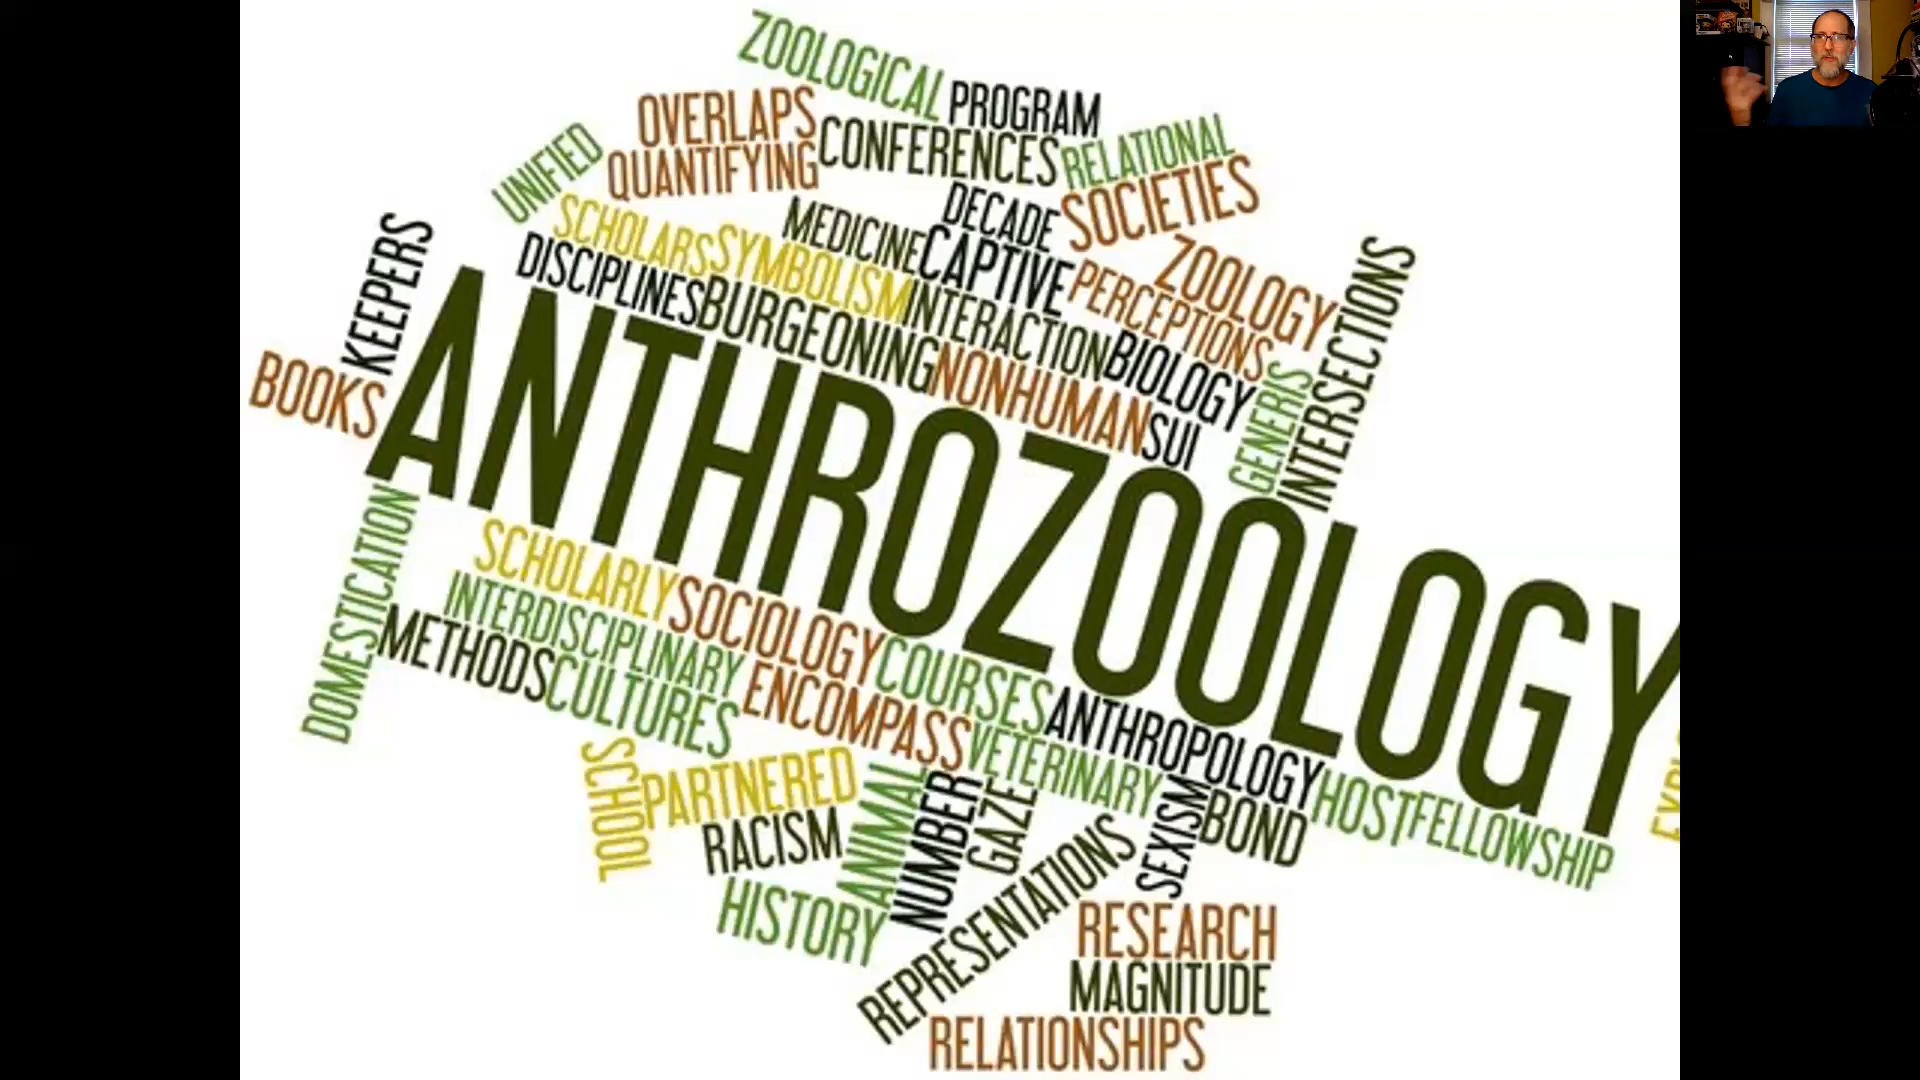 ZOOLOGICAL
PROGRAM
OVERLAPS
CONFERENCES
RELATIONAL
UNIFIED
QUANTIFYING
SOCIETIES
DECADE
MEDICINE
SCHOLARS
SYMBOLISM
CAPTIVE
ZOOLOGY
KEEPERS
DISCIPLINES
BURGEONING
INTERACTION
PERCEPTIONS
INTERSECTIONS
BIOLOGY
NONHUMAN
SUI
GENERIS
BOOKS
ANTHROZOOLOGY
DOMESTICATION
SCHOLARLY
SOCIOLOGY
COURSES
INTERDISCIPLINARY
METHODS
CULTURES
ENCOMPASS
ANTHROPOLOGY
VETERINARY
HOST
FELLOWSHIP
SCHOOL
PARTNERED
RACISM
ANIMAL
NUMBER
GAZE
SEXISM
BOND
HISTORY
REPRESENTATIONS
RESEARCH
MAGNITUDE
RELATIONSHIPS